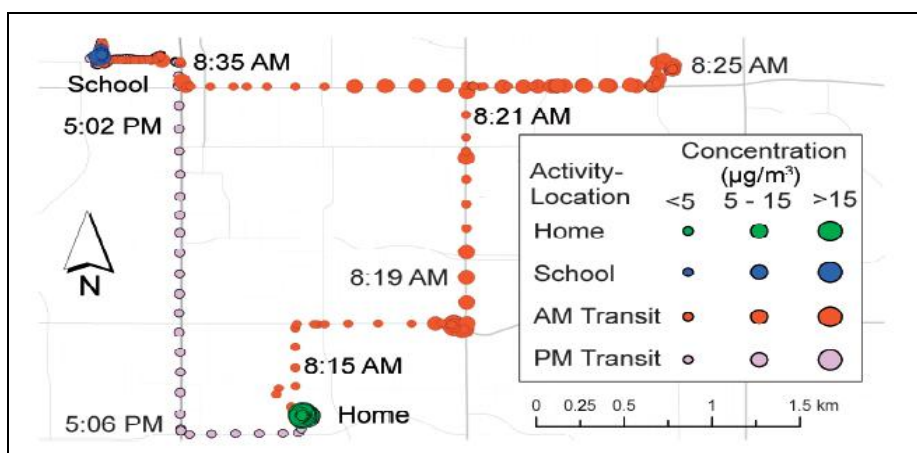 8:35 AM
8:25 AM
School
5:02 PM
8:21 AM
N
8:19 AM
8:15 AM
Home
5:06 PM
Activity-
Location
Concentration
(µg/m³)
<5 5 - 15 >15
Home
School
AM Transit
PM Transit
0 0.25 0.5 1 1.5 km